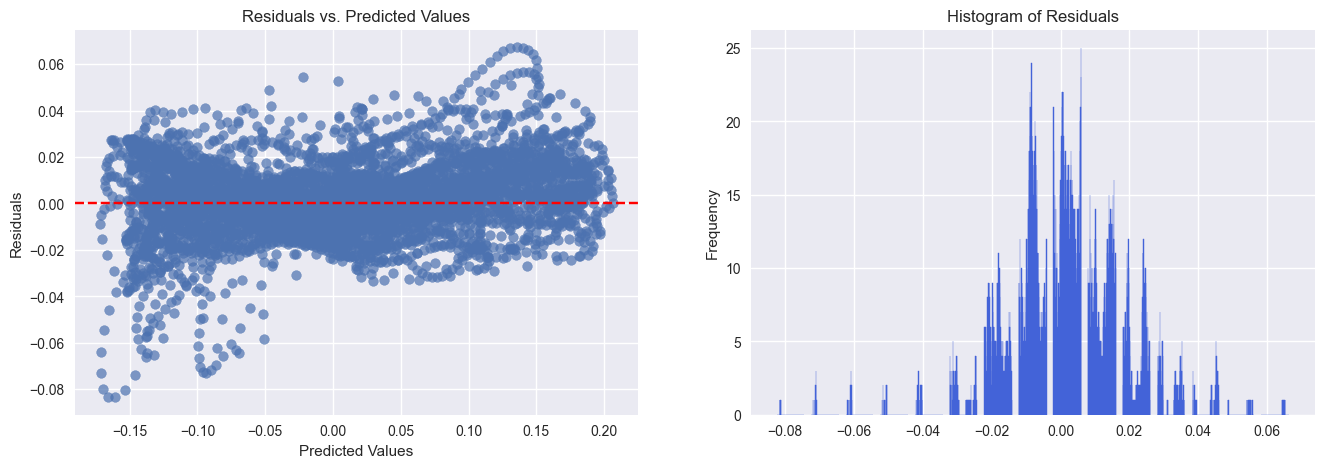 Residuals vs. Predicted Values
0.06
0.04
0.02
0.00
−0.02
−0.04
−0.06
−0.08
Residuals
−0.15 −0.10 −0.05 0.00 0.05 0.10 0.15 0.20
Predicted Values
Histogram of Residuals
25
20
15
10
5
0
Frequency
−0.08 −0.06 −0.04 −0.02 0.00 0.02 0.04 0.06